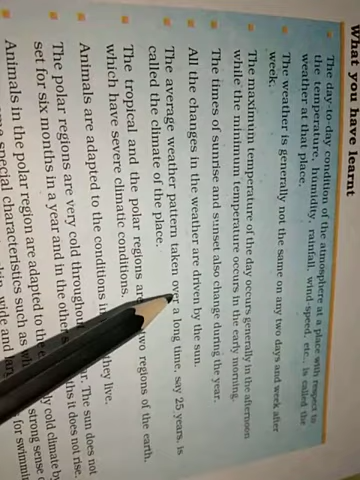 What you have learnt
The day-to-day condition of the atmosphere at a place with respect to
the temperature, humidity, rainfall, wind-speed, etc., is called the
weather at that place.
The weather is generally not the same on any two days and week after
week.
The maximum temperature of the day occurs generally in the afternoon
while the minimum temperature occurs in the early morning.
The times of sunrise and sunset also change during the year.
All the changes in the weather are driven by the sun.
The average weather pattern taken over a long time, say 25 years, is
called the climate of the place.
The tropical and the polar regions are two regions of the earth,
which have severe climatic conditions.
Animals are adapted to the conditions in they live.
The polar regions are very cold throughout r. The sun does not
set for six months in a year and in the other s ths it does not rise.
Animals in the polar region are adapted to the e ly cold climate by
special characteristics such as wh strong sense
wide and for swimmin